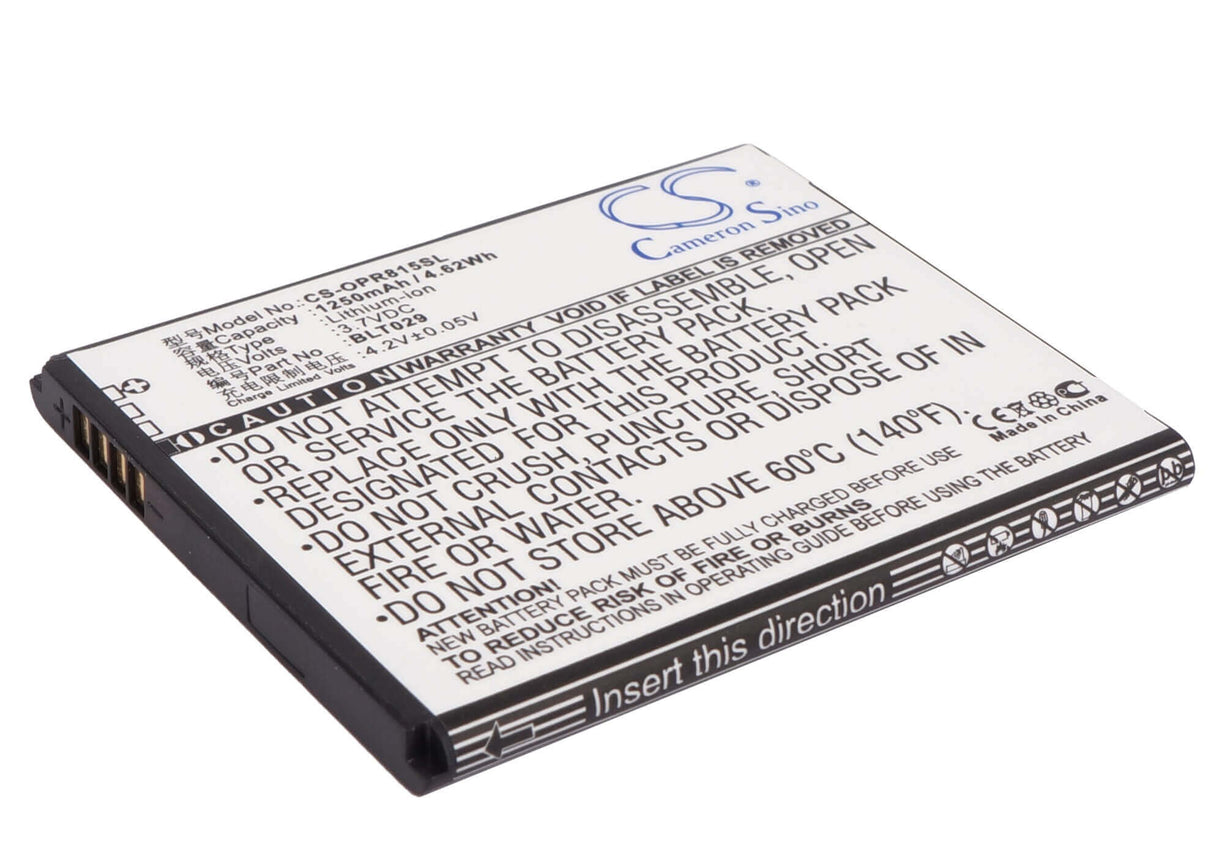 CS®
Cameron Sino
型号Model No.: CS-OPR815SL
容量Capacity : 1250mAh / 4.62Wh
规格Type : Lithium-Ion
电压Volts : 3.7VDC
编号Part No : BLT029
充电限制电压: 4.2V±0.05V
Charge Limited Volts
CAUTION WARRANTY VOID IF LABEL IS REMOVED
•DO NOT ATTEMPT TO DISASSEMBLE, OPEN
OR SERVICE THE BATTERY PACK.
•REPLACE ONLY WITH THE BATTERY PACK
DESIGNATED FOR THIS PRODUCT.
•DO NOT CRUSH, PUNCTURE, SHORT
EXTERNAL CONTACTS OR DISPOSE OF IN
FIRE OR WATER.
•DO NOT STORE ABOVE 60ºC (140ºF).
ATTENTION!
NEW BATTERY PACK MUST BE FULLY CHARGED BEFORE USE
TO REDUCE RISK OF FIRE OR BURNS
READ INSTRUCTIONS OF OPERATING GUIDE BEFORE USING THE BATTERY
CE
Made in China
Insert this direction